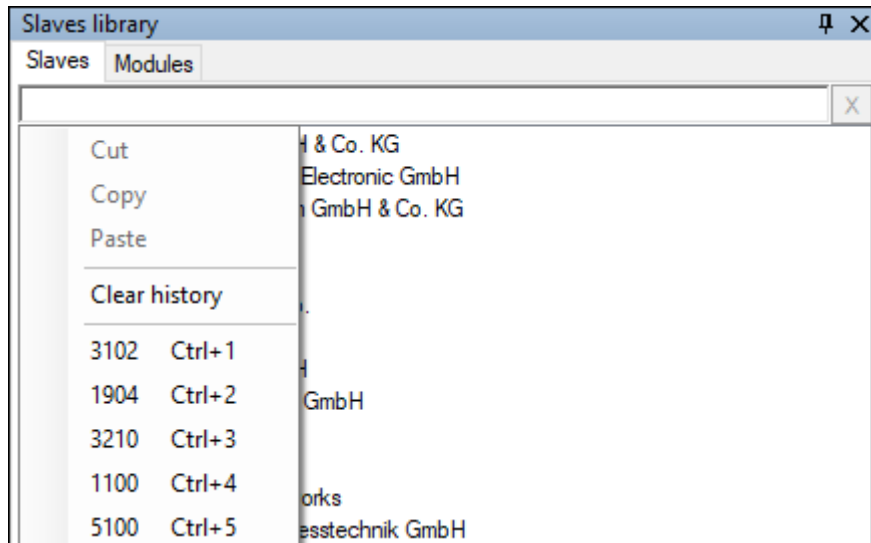 Slaves library
Slaves Modules
X
& Co. KG
Cut
Electronic GmbH
Copy
GmbH & Co. KG
Paste
Clear history
3102 Ctrl+1
1904 Ctrl+2
GmbH
3210 Ctrl+3
1100 Ctrl+4
orks
5100 Ctrl+5
esstechnik GmbH